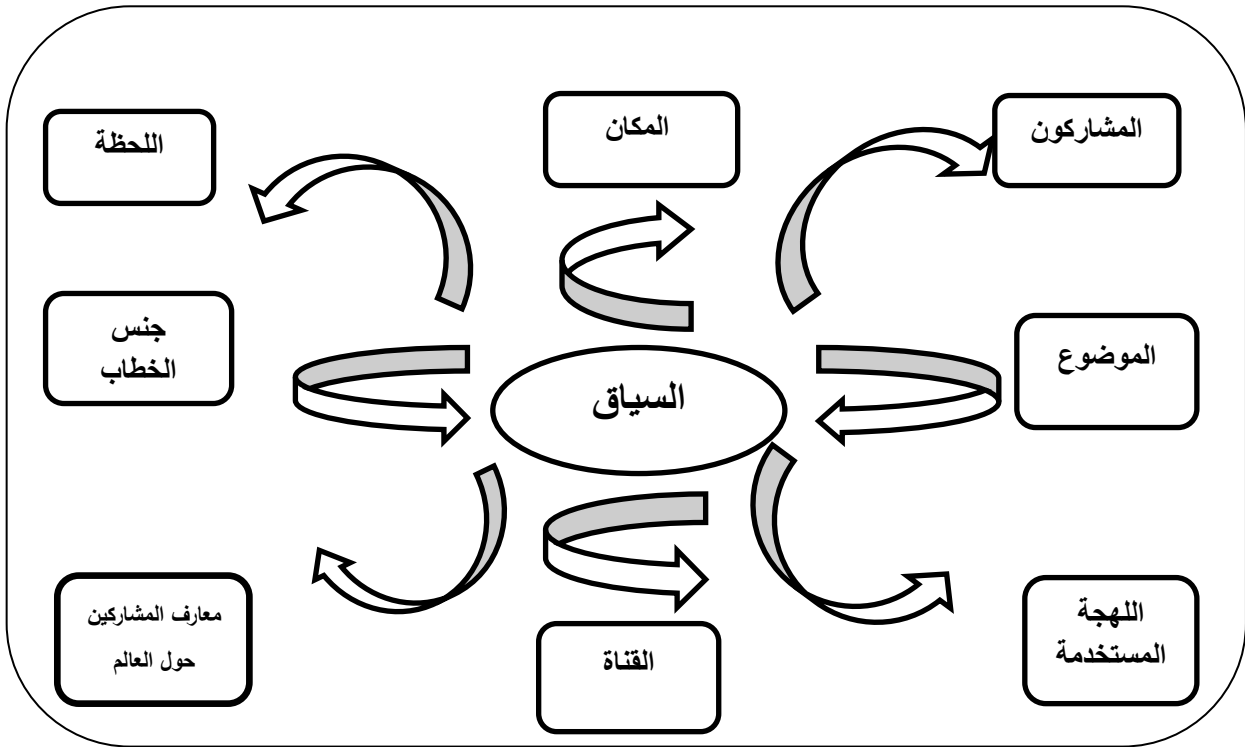 المشاركون
المكان
اللحظة
الموضوع
السياق
جنس
الخطاب
اللهجة
المستخدمة
القناة
معارف المشاركين
حول العالم